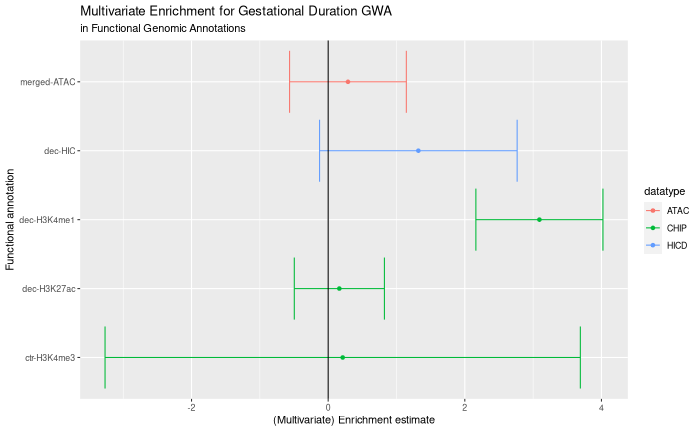 Multivariate Enrichment for Gestational Duration GWA
in Functional Genomic Annotations
Functional annotation
merged-ATAC
dec-HIC
dec-H3K4me1
dec-H3K27ac
ctr-H3K4me3
-2 0 2 4
(Multivariate) Enrichment estimate
datatype
ATAC
CHIP
HICD